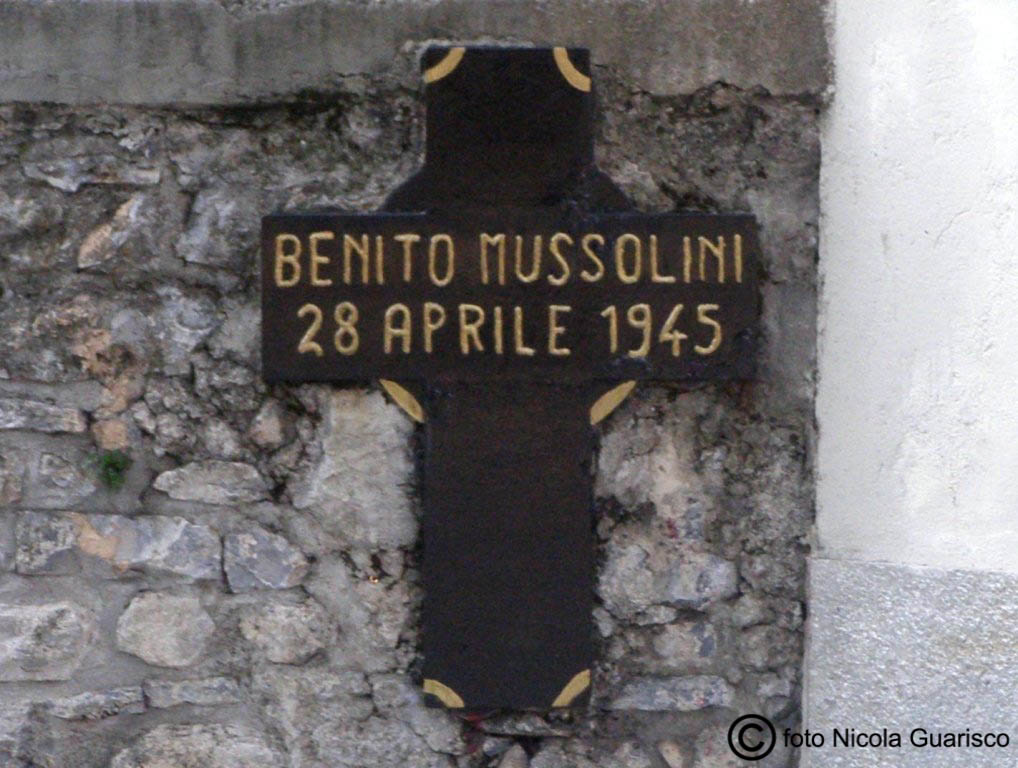 BENITO MUSSOLINI
28 APRILE 1945
© foto Nicola Guarisco